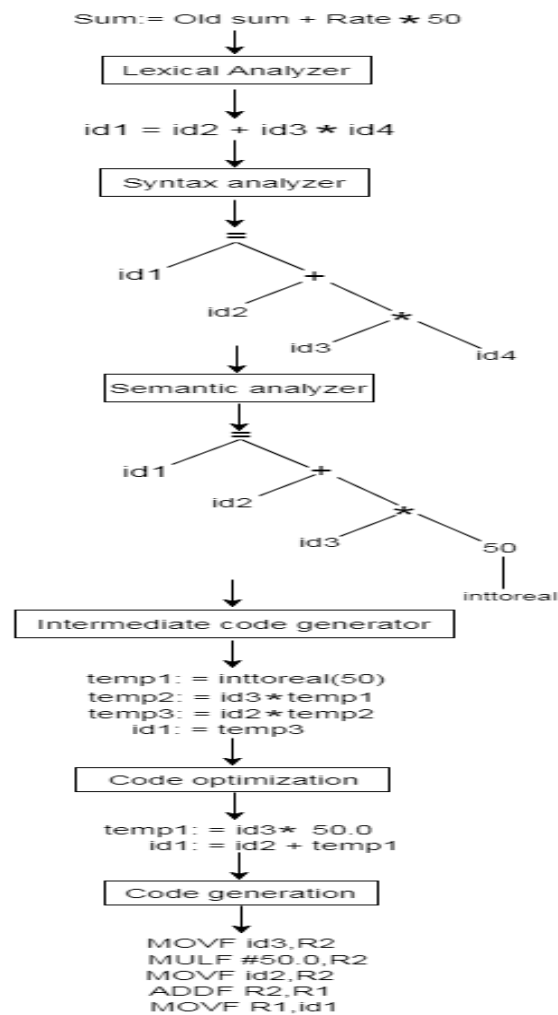 Sum:= Old sum + Rate * 50
Lexical Analyzer
id1 = id2 + id3 * id4
Syntax analyzer
=
id1
+
id2
*
id3
id4
Semantic analyzer
=
id1
+
id2
*
id3
50
inttoreal
Intermediate code generator
temp1: = inttoreal(50)
temp2: = id3*temp1
temp3: = id2*temp2
id1: = temp3
Code optimization
temp1: = id3* 50.0
id1: = id2 + temp1
Code generation
MOVF id3,R2
MULF #50.0,R2
MOVF id2,R2
ADDF R2,R1
MOVF R1,id1